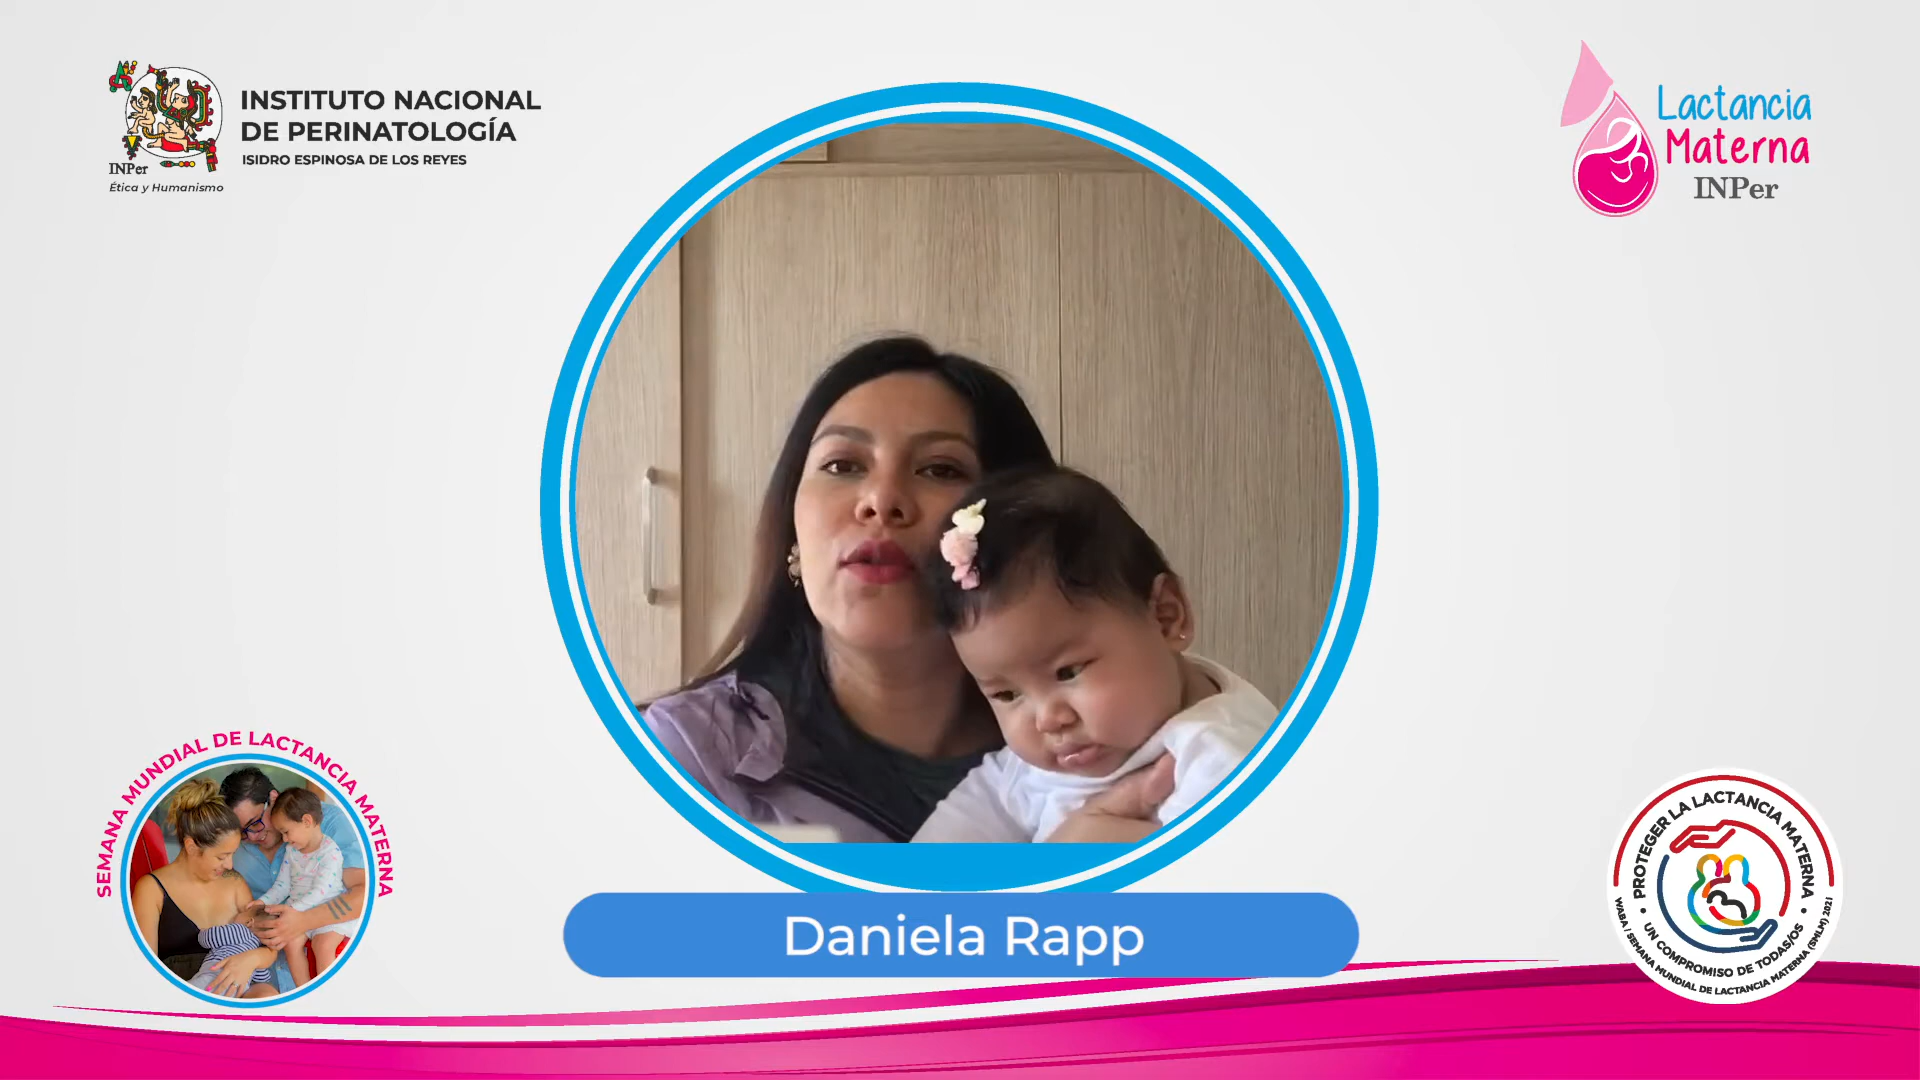 INSTITUTO NACIONAL
DE PERINATOLOGÍA
ISIDRO ESPINOSA DE LOS REYES
INPer
Ética y Humanismo
Lactancia
Materna
INPer
SEMANA MUNDIAL DE LACTANCIA MATERNA
Daniela Rapp
PROTEGER LA LACTANCIA MATERNA
• UN COMPROMISO DE TODAS/OS •
WABA / SEMANA MUNDIAL DE LACTANCIA MATERNA (SMLM) 2021